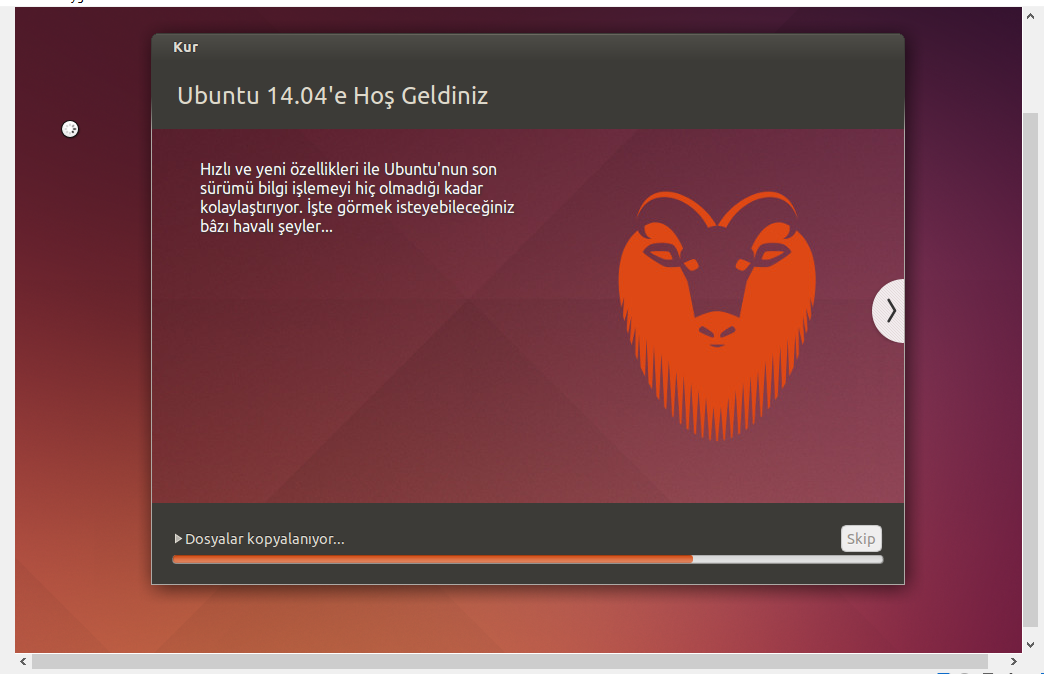 Kur
Ubuntu 14.04'e Hoş Geldiniz
Hızlı ve yeni özellikleri ile Ubuntu'nun son
sürümü bilgi işlemeyi hiç olmadığı kadar
kolaylaştırıyor. İşte görmek isteyebileceğiniz
bâzı havalı şeyler...
Dosyalar kopyalanıyor...
Skip